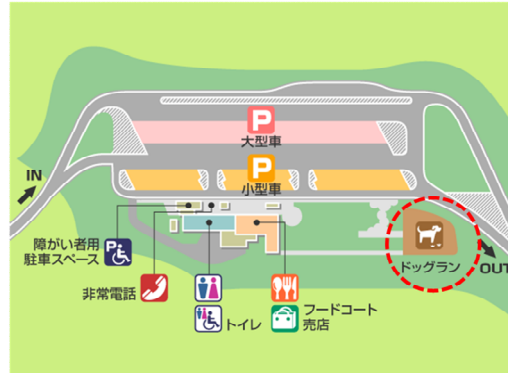 P
大型車
P
小型車
IN
障がい者用
駐車スペース
P
非常電話
トイレ
フードコート
売店
ドッグラン
OUT